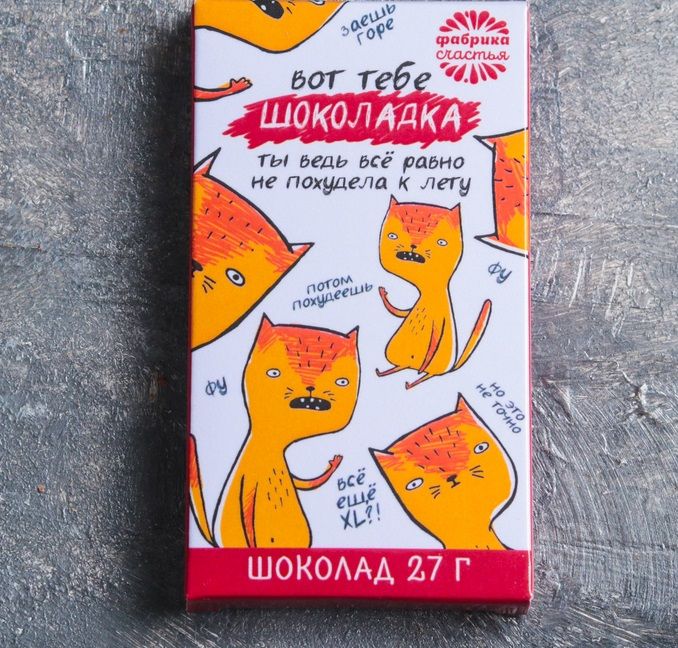 заешь
горе
фабрика
счастья
вот тебе
ШОКОЛАДКА
ты ведь всё равно
не похудела к лету
фу
потом
похудеешь
фу
но это
не точно
всё
ещё
XL?!
ШОКОЛАД 27 Г